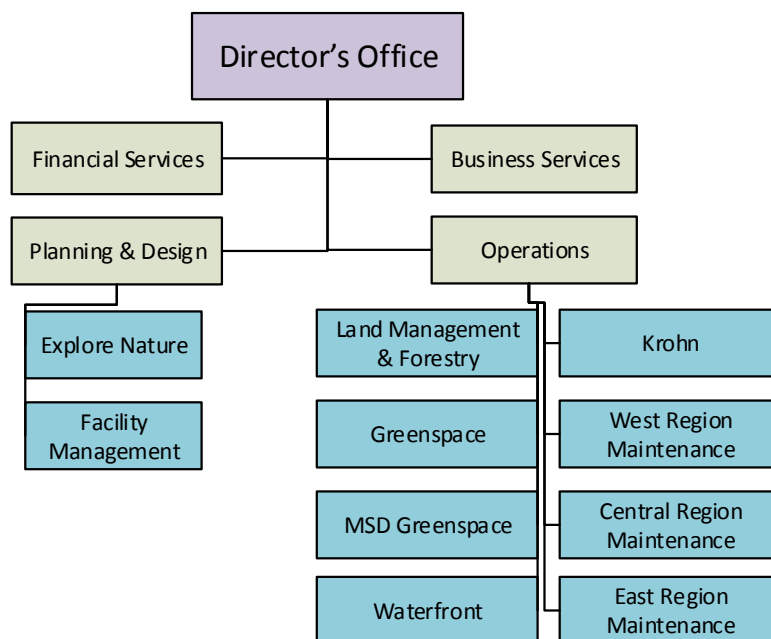 Director’s Office
Financial Services
Business Services
Planning & Design
Operations
Explore Nature
Land Management
& Forestry
Krohn
Facility
Management
Greenspace
West Region
Maintenance
MSD Greenspace
Central Region
Maintenance
Waterfront
East Region
Maintenance